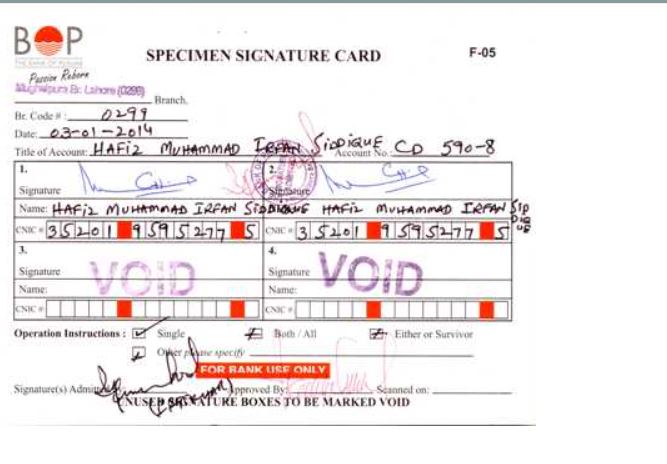 BOP
THE BANK OF PUNJAB
Passion Reborn
SPECIMEN SIGNATURE CARD
F-05
Mughalpura Br. Lahore (0299)
Branch.
Br. Code # : 0299
Date: 03-01-2014
Title of Account: HAFIZ MUHAMMAD IRFAN SIDDIQUE Account No. CD 590-8
1. 2.
Signature Signature
Name: HAFIZ MUHAMMAD IRFAN SIDDIQUE HAFIZ MUHAMMAD IRFAN SIDDIQUE
CNIC # 35201 9595277 5 CNIC # 35201 9595277 5
3. 4.
Signature VOID Signature VOID
Name: Name:
CNIC # CNIC #
Operation Instructions : Single Both / All Either or Survivor
Other please specify
FOR BANK USE ONLY
Signature(s) Admitted Approved By: Scanned on:
UNUSED SIGNATURE BOXES TO BE MARKED VOID